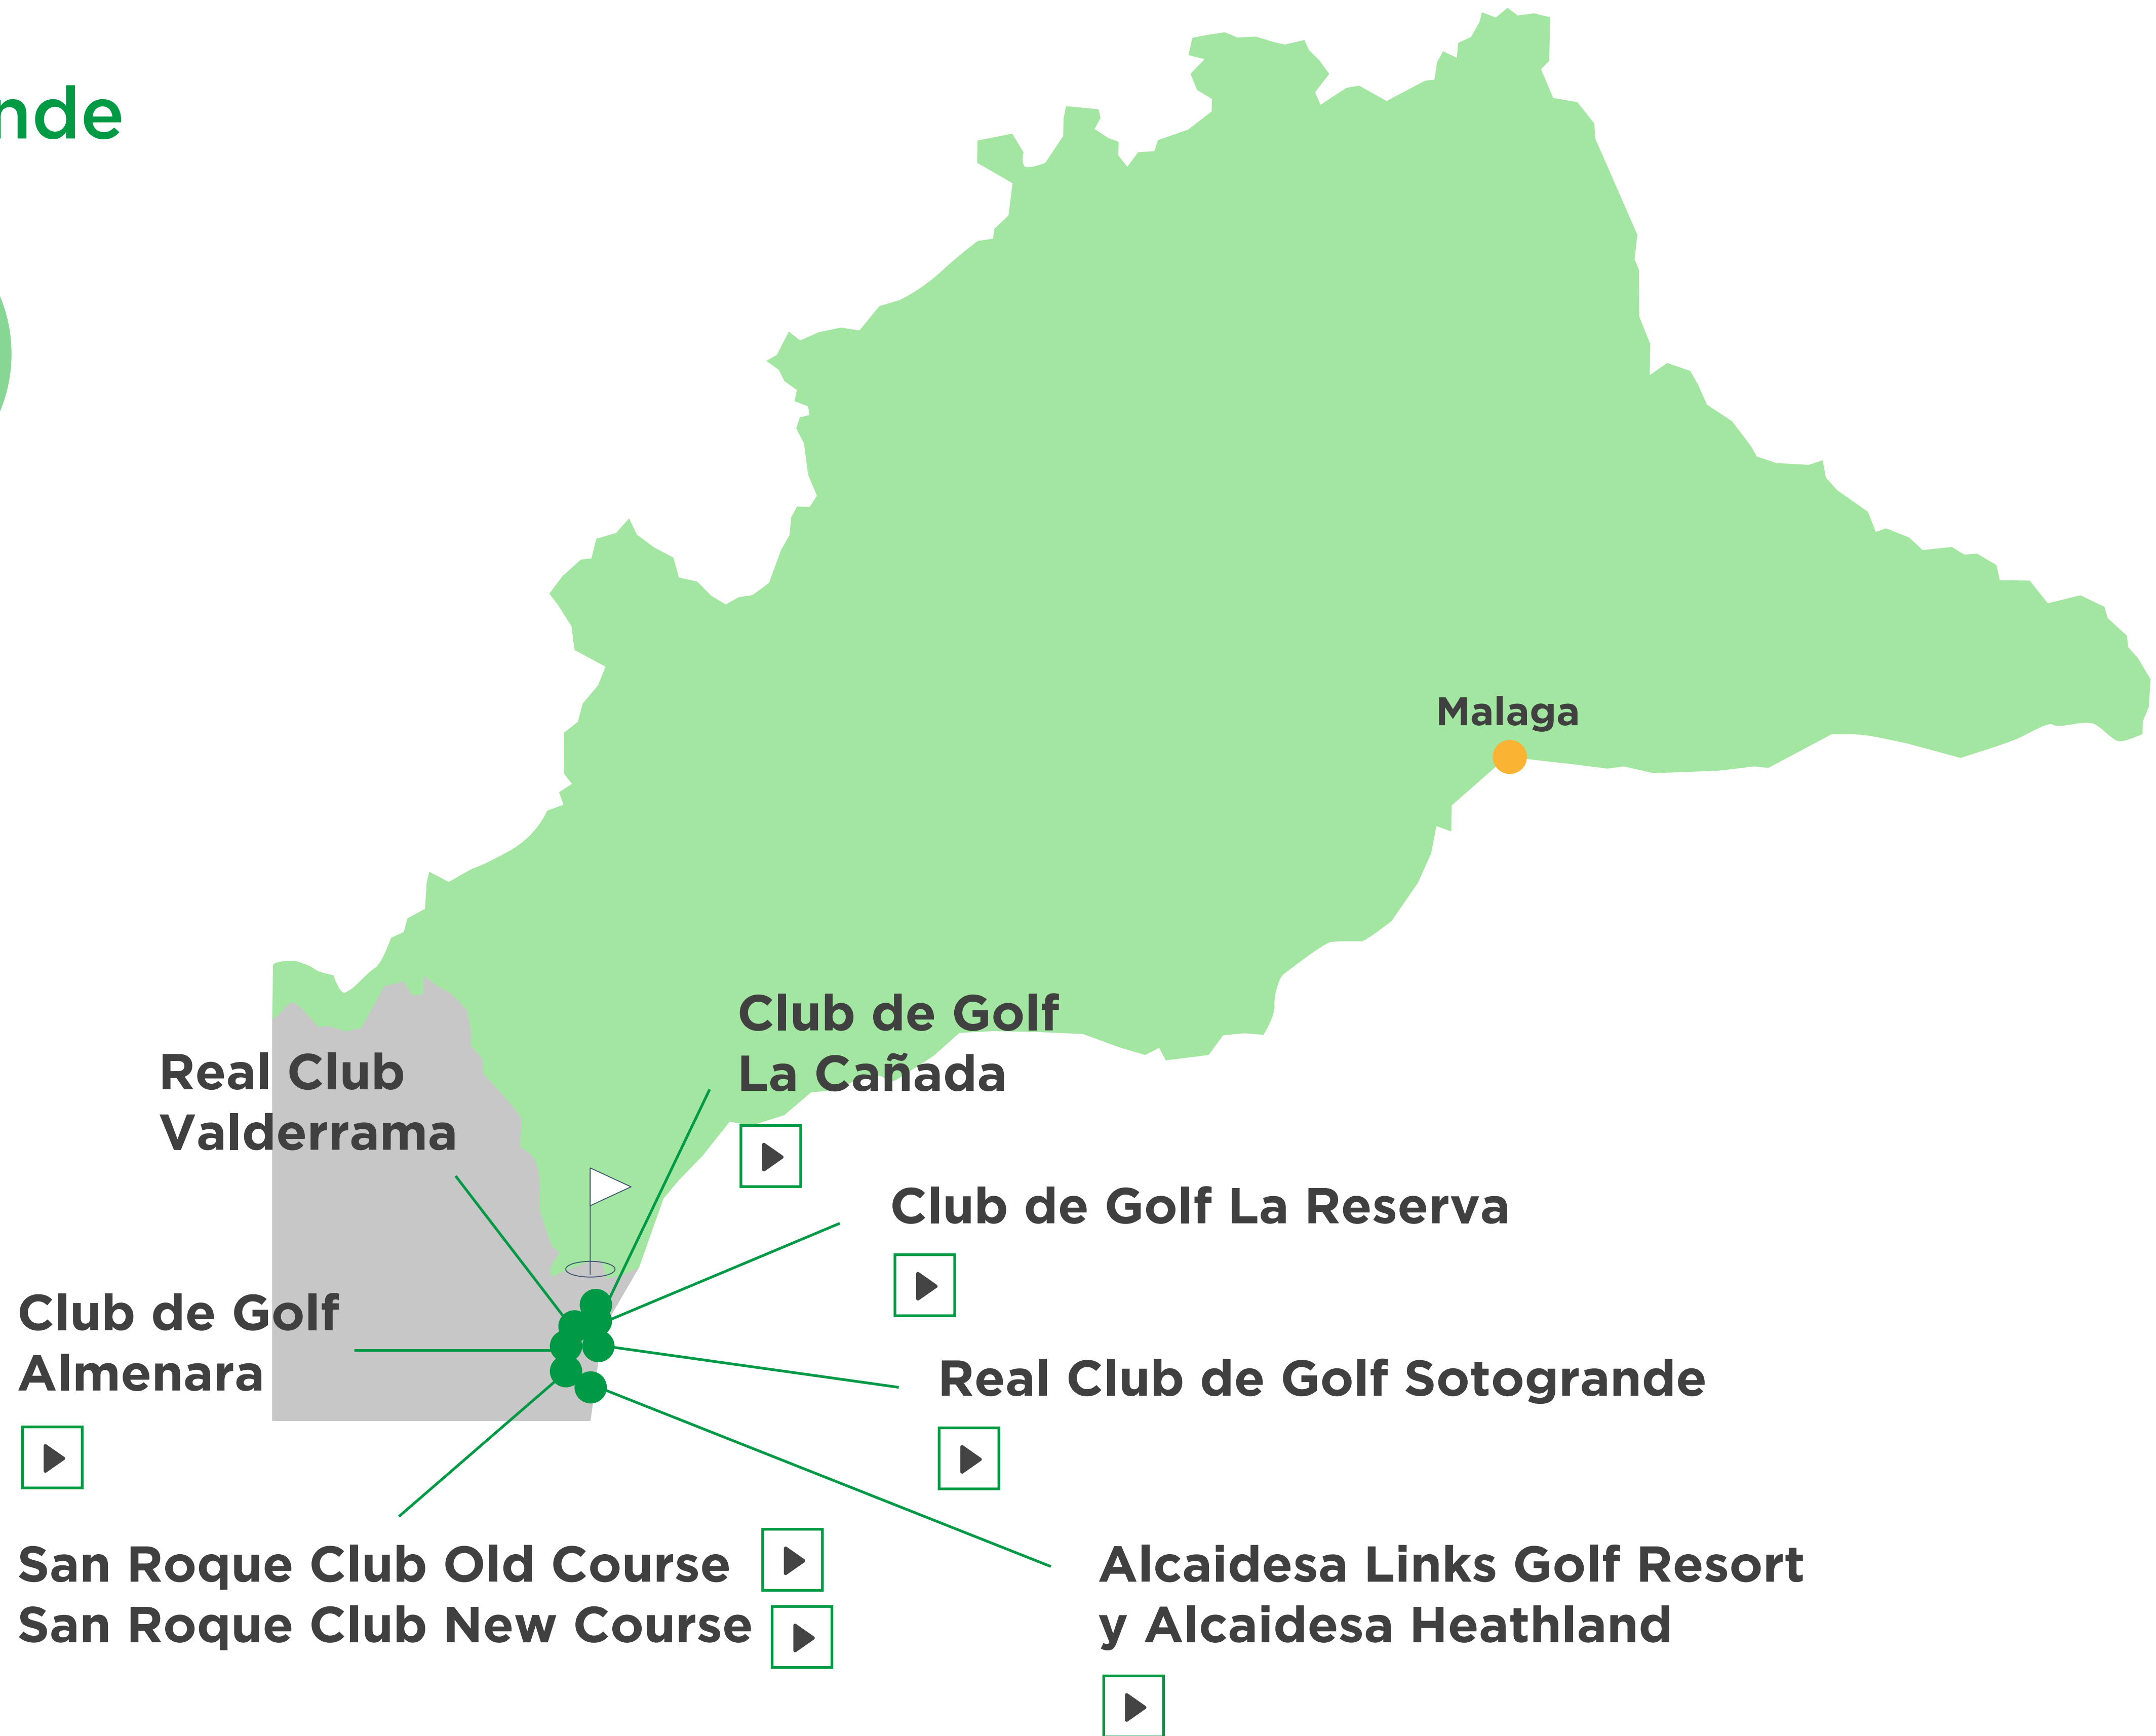 nde
Malaga
Club de Golf
La Cañada
Real Club
Valderrama
Club de Golf La Reserva
Club de Golf
Almenara
Real Club de Golf Sotogrande
San Roque Club Old Course
San Roque Club New Course
Alcaidesa Links Golf Resort
y Alcaidesa Heathland